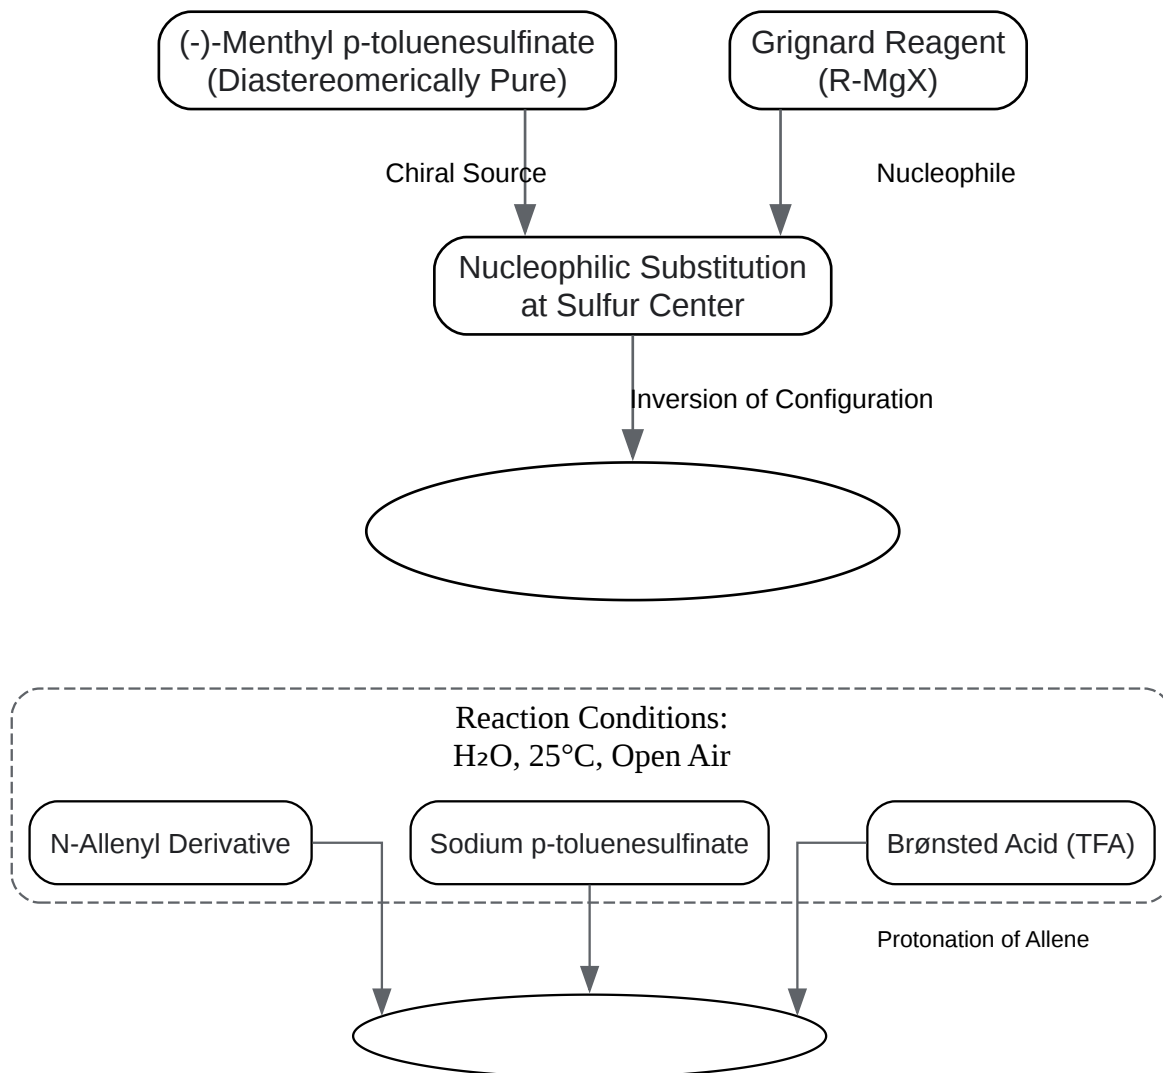 (-)-Menthyl p-toluenesulfinate
(Diastereomerically Pure)
Grignard Reagent
(R-MgX)
Chiral Source
Nucleophile
Nucleophilic Substitution
at Sulfur Center
Inversion of Configuration
Reaction Conditions:
H₂O, 25°C, Open Air
N-Allenyl Derivative
Sodium p-toluenesulfinate
Brønsted Acid (TFA)
Protonation of Allene